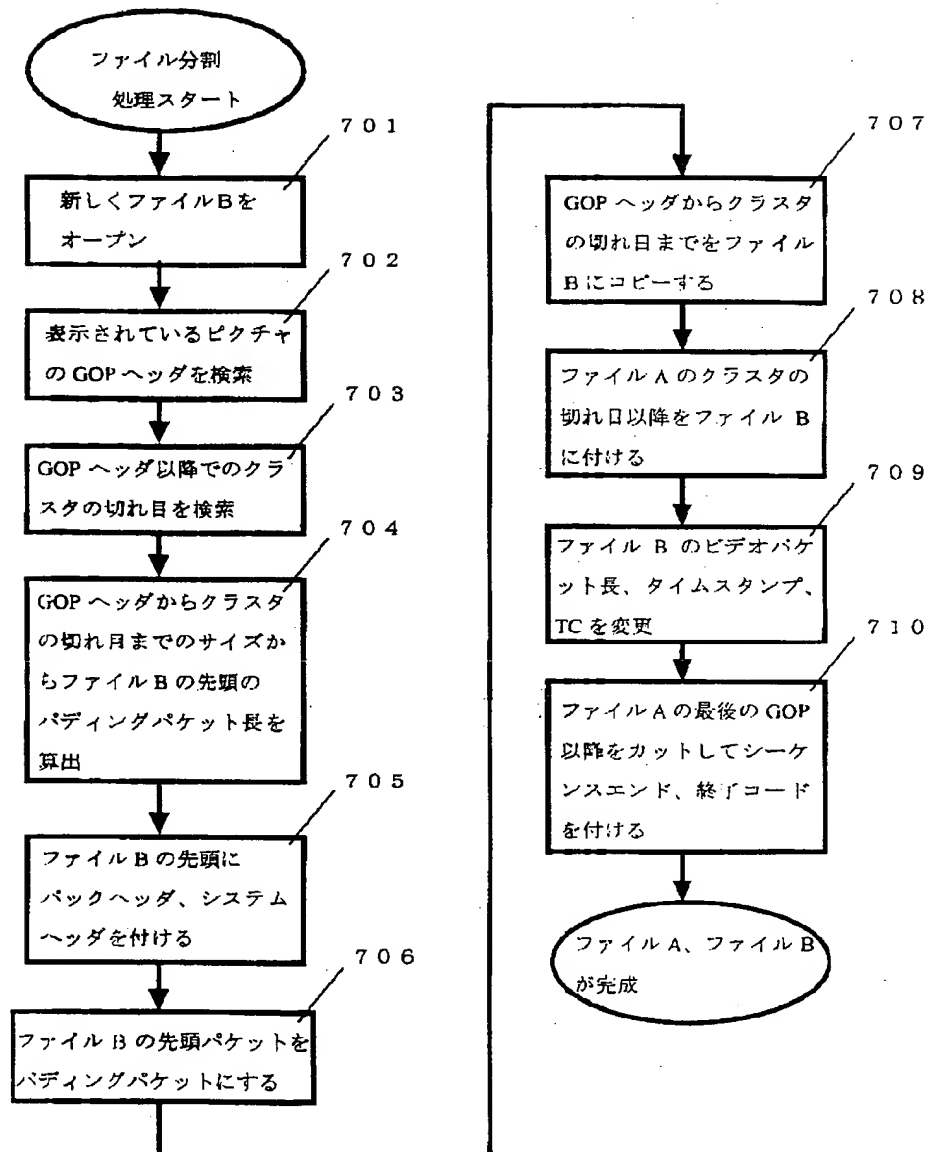 ファイル分割
処理スタート
701
新しくファイルBを
オープン
702
表示されているピクチャ
のGOPヘッダを検索
703
GOPヘッダ以降でのクラ
スタの切れ目を検索
704
GOPヘッダからクラスタ
の切れ目までのサイズか
らファイルBの先頭の
パディングパケット長を
算出
705
ファイルBの先頭に
パックヘッダ、システム
ヘッダを付ける
706
ファイルBの先頭パケットを
パディングパケットにする
707
GOPヘッダからクラスタ
の切れ目までをファイル
Bにコピーする
708
ファイルAのクラスタの
切れ目以降をファイルB
に付ける
709
ファイルBのビデオパケ
ット長、タイムスタンプ、
TCを変更
710
ファイルAの最後のGOP
以降をカットしてシーケ
ンスエンド、終了コード
を付ける
ファイルA、ファイルB
が完成